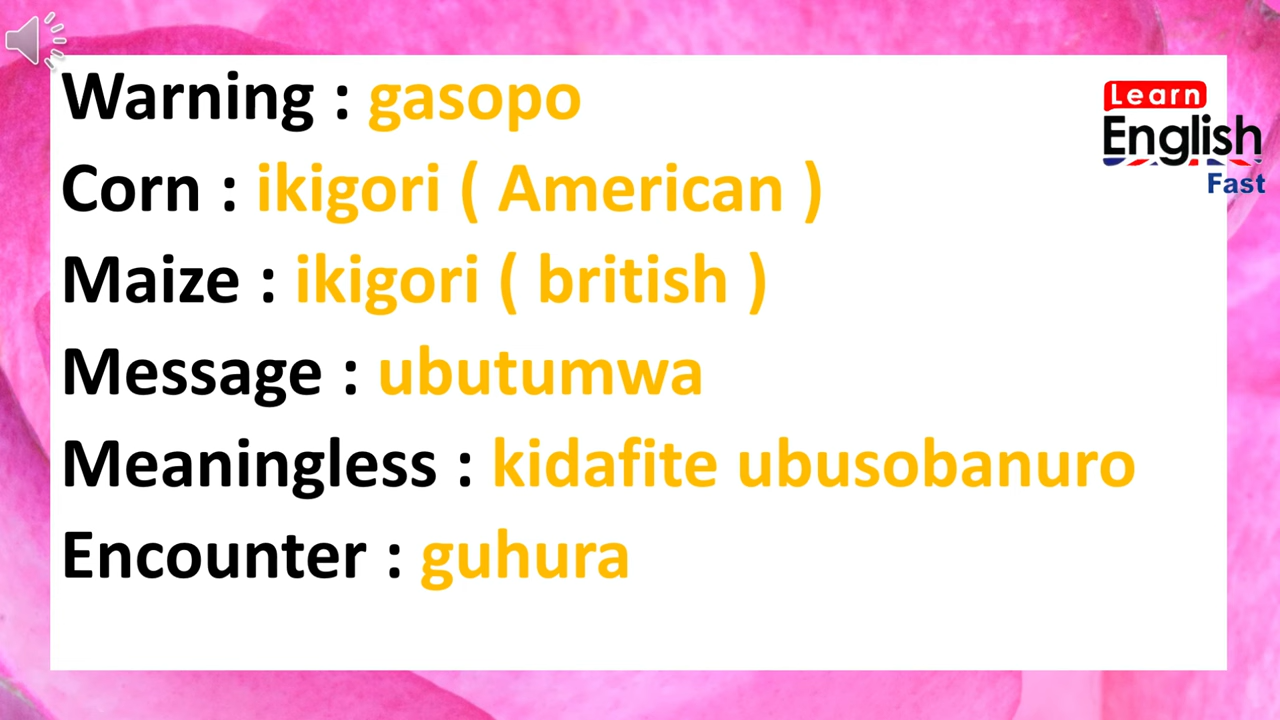 Warning : gasopo
Corn : ikigori ( American )
Maize : ikigori ( british )
Message : ubutumwa
Meaningless : kidafite ubusobanuro
Encounter : guhura
Learn
English
Fast